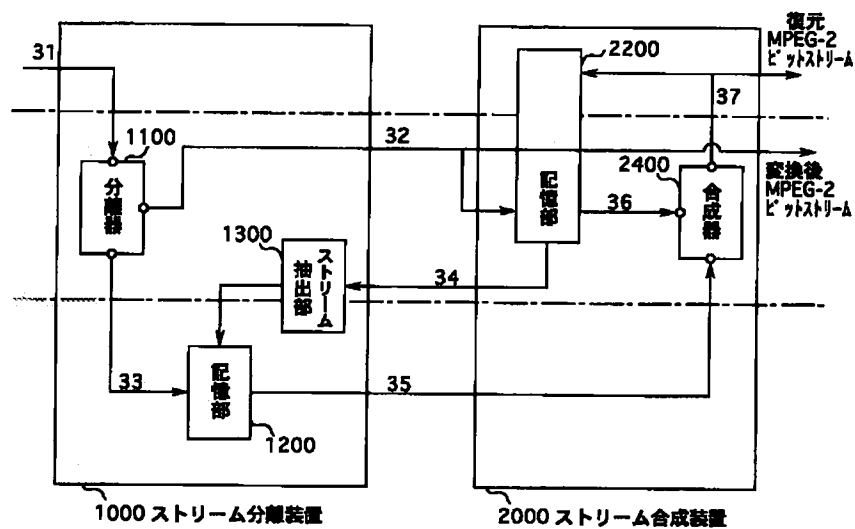 31
2200
復元
MPEG-2
ビットストリーム
37
1100
32
分離器
記憶部
36
2400
合成器
変換後
MPEG-2
ビットストリーム
1300
ストリーム
抽出部
34
33
記憶部
35
1200
1000 ストリーム分離装置
2000 ストリーム合成装置